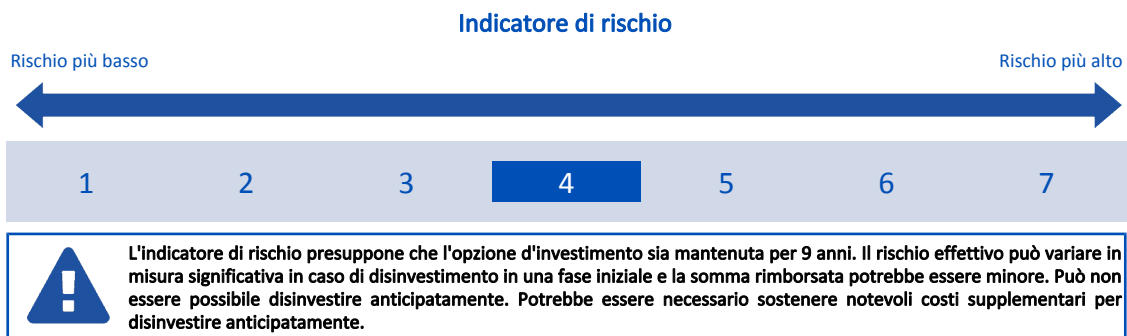 Indicatore di rischio
Rischio più basso
Rischio più alto
1 2 3 4 5 6 7
L'indicatore di rischio presuppone che l'opzione d'investimento sia mantenuta per 9 anni. Il rischio effettivo può variare in
misura significativa in caso di disinvestimento in una fase iniziale e la somma rimborsata potrebbe essere minore. Può non
essere possibile disinvestire anticipatamente. Potrebbe essere necessario sostenere notevoli costi supplementari per
disinvestire anticipatamente.